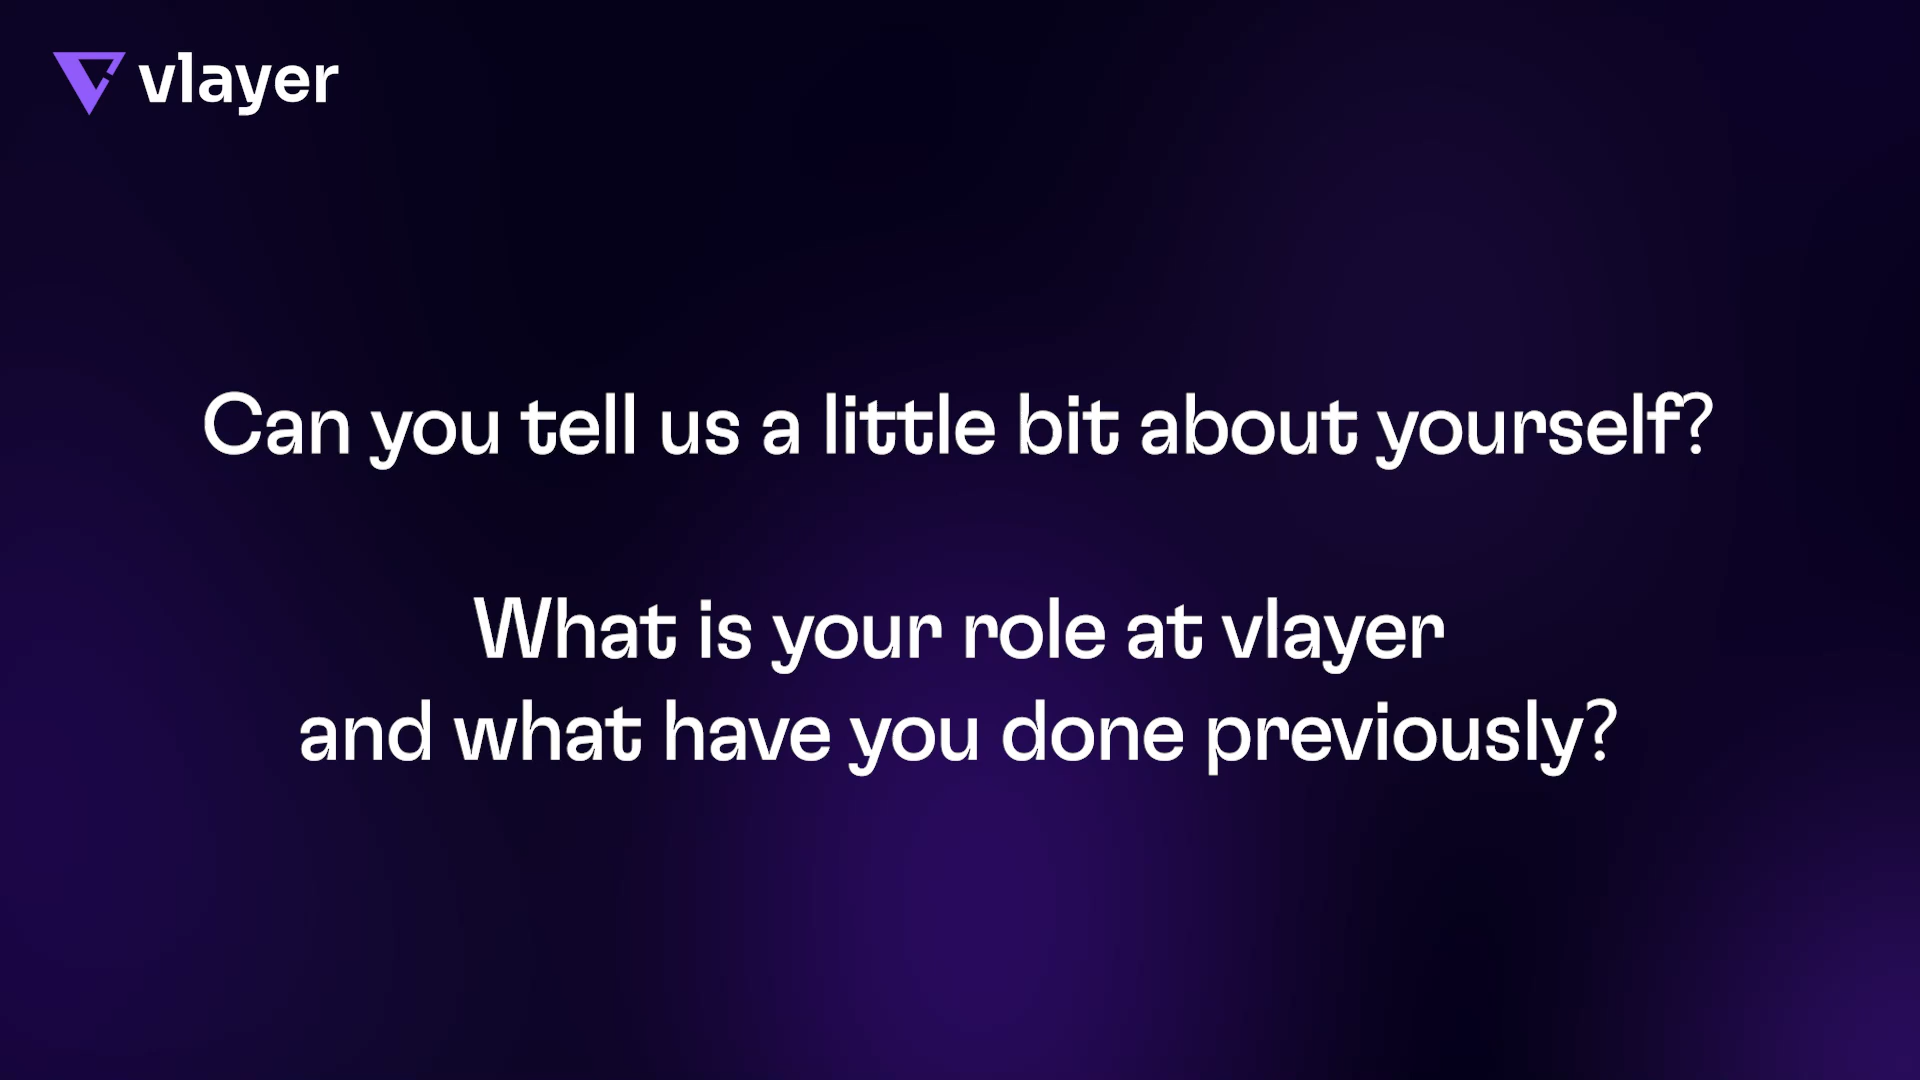 vlayer
Can you tell us a little bit about yourself?
What is your role at vlayer
and what have you done previously?